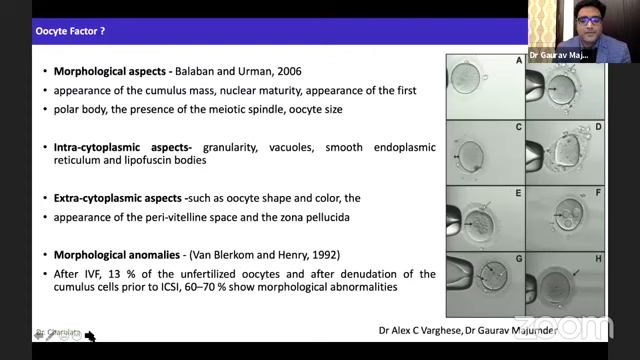 Oocyte Factor ?
Dr Gaurav Maj...
• Morphological aspects - Balaban and Urman, 2006
• appearance of the cumulus mass, nuclear maturity, appearance of the first
• polar body, the presence of the meiotic spindle, oocyte size
• Intra-cytoplasmic aspects- granularity, vacuoles, smooth endoplasmic
reticulum and lipofuscin bodies
• Extra-cytoplasmic aspects -such as oocyte shape and color, the
• appearance of the peri-vitelline space and the zona pellucida
• Morphological anomalies - (Van Blerkom and Henry, 1992)
• After IVF, 13 % of the unfertilized oocytes and after denudation of the
cumulus cells prior to ICSI, 60–70 % show morphological abnormalities
A
B
C
D
E
F
G
H
Dr. Charulata
Dr Alex C Varghese, Dr Gaurav Majumder
zoom